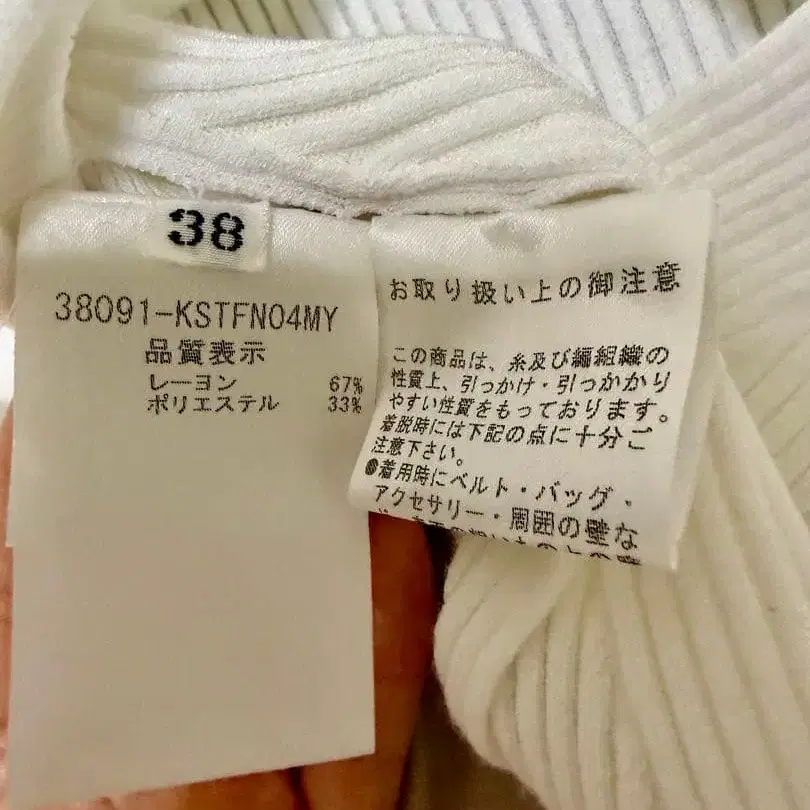 38
38091-KSTFN04MY
品質表示
レーヨン 67%
ポリエステル 33%
お取り扱い上の御注意
この商品は、糸及び編組織の
性質上、引っかけ・引っかかり
やすい性質をもっております。
着脱時には下記の点に十分ご
注意下さい。
●着用時にベルト・バッグ・
アクセサリー・周囲の壁な